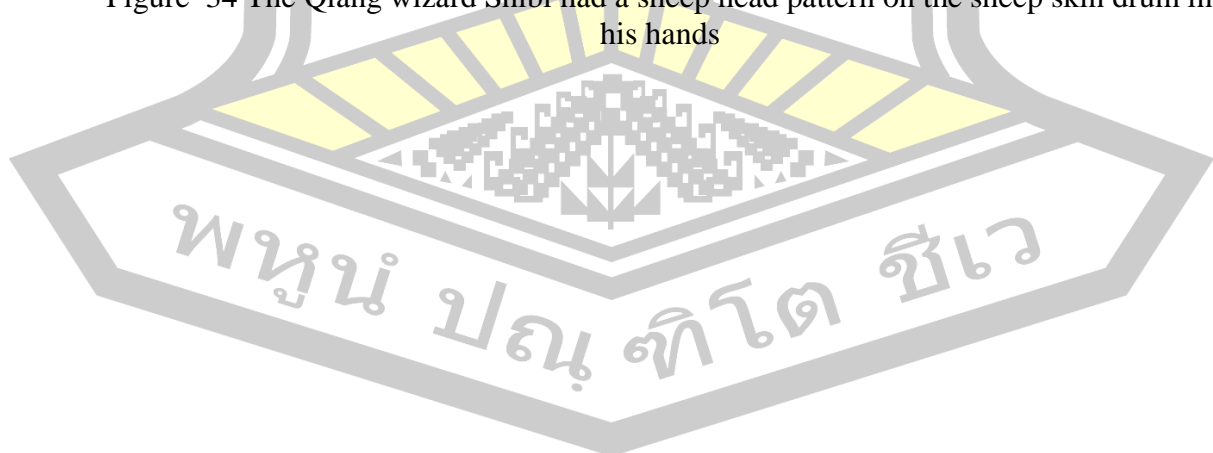 Figure 34 The Qiang wizard Shibi had a sheep head pattern on the sheep skin drum in
his hands
พหูนํ ปณฺฑิโต ชีเว